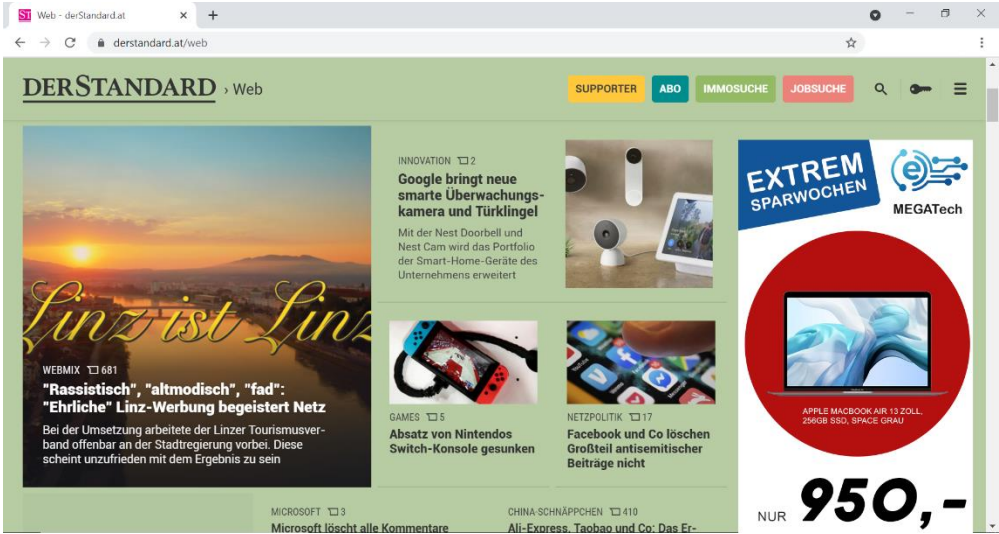 ST Web - derStandard.at
derstandard.at/web
DERSTANDARD › Web
SUPPORTER
ABO
IMMOSUCHE
JOBSUCHE
Linz ist Linz
WEBMIX 681
"Rassistisch", "altmodisch", "fad":
"Ehrliche" Linz-Werbung begeistert Netz
Bei der Umsetzung arbeitete der Linzer Tourismusver-
band offenbar an der Stadtregierung vorbei. Diese
scheint unzufrieden mit dem Ergebnis zu sein
INNOVATION 2
Google bringt neue
smarte Überwachungs-
kamera und Türklingel
Mit der Nest Doorbell und
Nest Cam wird das Portfolio
der Smart-Home-Geräte des
Unternehmens erweitert
GAMES 5
Absatz von Nintendos
Switch-Konsole gesunken
NETZPOLITIK 17
Facebook und Co löschen
Großteil antisemitischer
Beiträge nicht
MICROSOFT 3
Microsoft löscht alle Kommentare
CHINA-SCHNÄPPCHEN 410
Ali-Express, Taobao und Co: Das Er-
EXTREM
SPARWOCHEN
e
MEGATech
APPLE MACBOOK AIR 13 ZOLL,
256GB SSD, SPACE GRAU
NUR 950,-